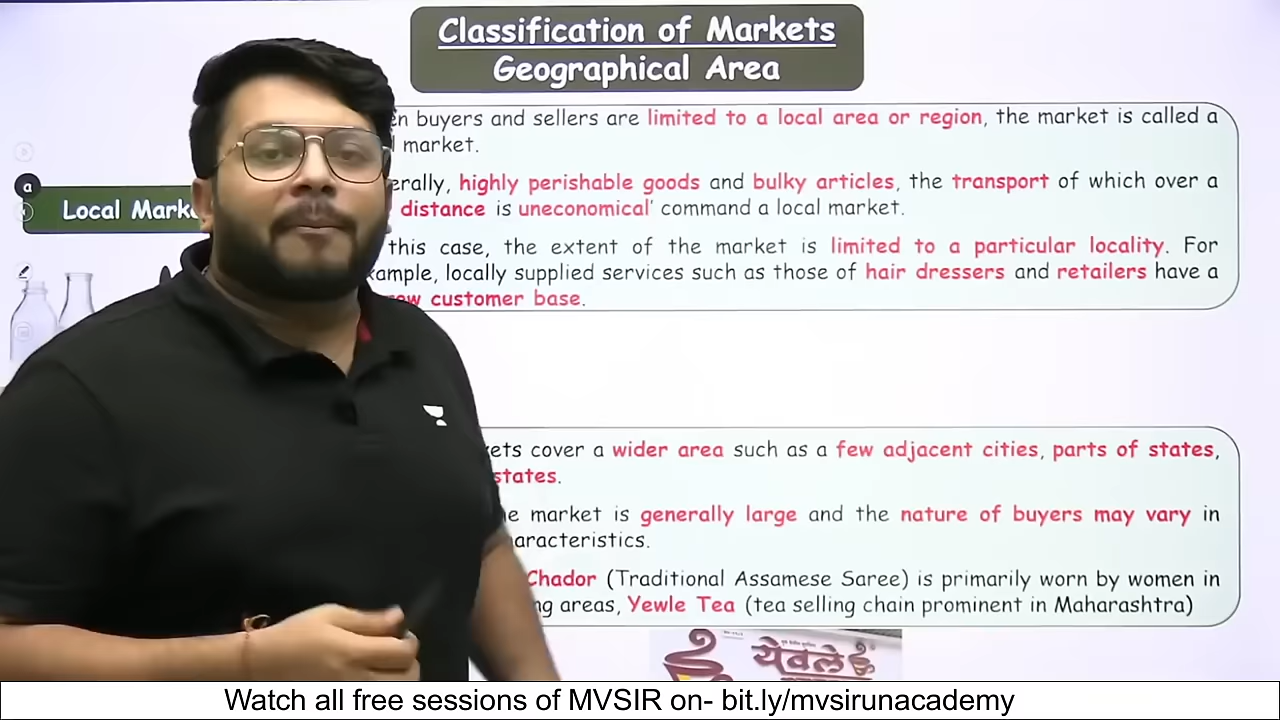 Classification of Markets
Geographical Area
en buyers and sellers are limited to a local area or region, the market is called a
market.
a
Local Mark
erally, highly perishable goods and bulky articles, the transport of which over a
distance is uneconomical' command a local market.
this case, the extent of the market is limited to a particular locality. For
ample, locally supplied services such as those of hair dressers and retailers have a
row customer base.
ets cover a wider area such as a few adjacent cities, parts of states,
states.
e market is generally large and the nature of buyers may vary in
aracteristics.
Chador (Traditional Assamese Saree) is primarily worn by women in
ng areas, Yewle Tea (tea selling chain prominent in Maharashtra)
येवले
Watch all free sessions of MVSIR on- bit.ly/mvsirunacademy